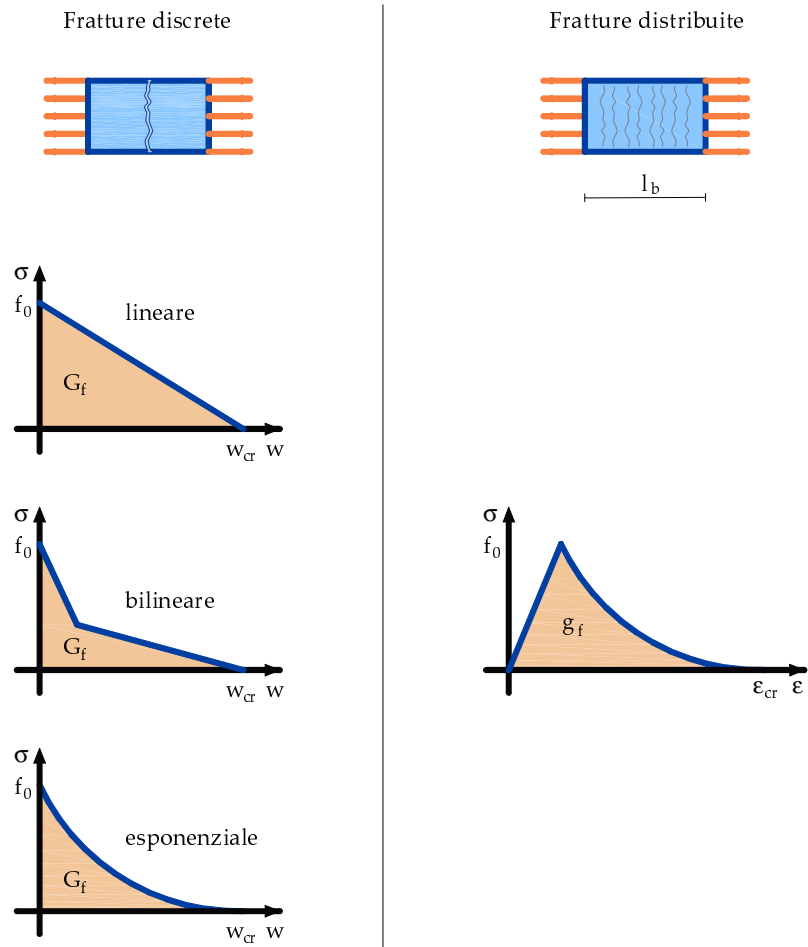 Fratture discrete
Fratture distribuite
l_b
σ
f_0
lineare
G_f
w_cr w
σ
f_0
bilineare
G_f
w_cr w
σ
f_0
g_f
ε_cr ε
σ
f_0
esponenziale
G_f
w_cr w